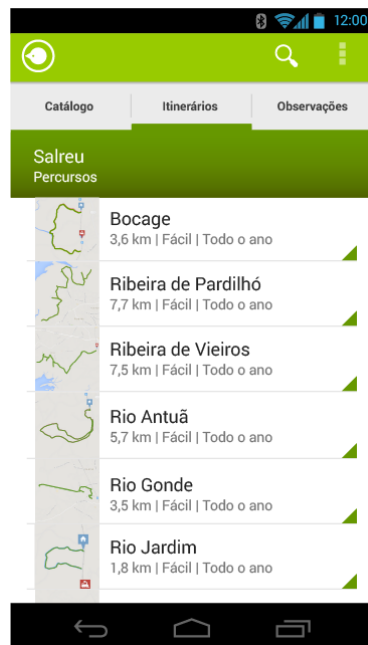 12:00
Catálogo Itinerários Observações
Salreu
Percursos
Bocage
3,6 km | Fácil | Todo o ano
Ribeira de Pardilhó
7,7 km | Fácil | Todo o ano
Ribeira de Vieiros
7,5 km | Fácil | Todo o ano
Rio Antuã
5,7 km | Fácil | Todo o ano
Rio Gonde
3,5 km | Fácil | Todo o ano
Rio Jardim
1,8 km | Fácil | Todo o ano